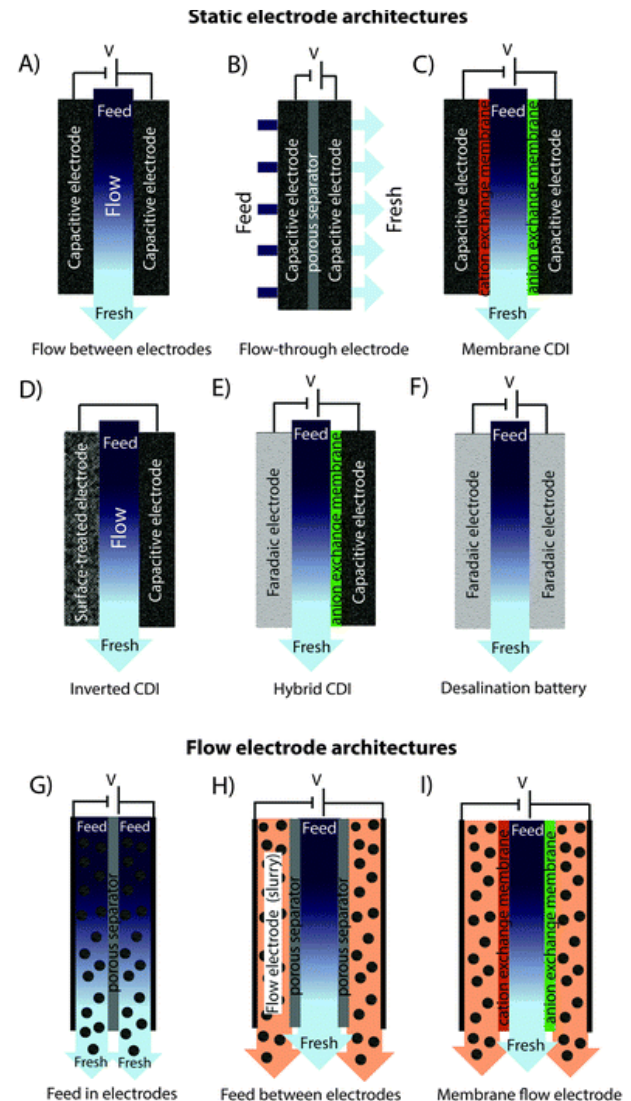 Static electrode architectures
A)
V
Feed
Capacitive electrode
Flow
Capacitive electrode
Fresh
Flow between electrodes
B)
V
Feed
Capacitive electrode
porous separator
Capacitive electrode
Fresh
Flow-through electrode
C)
V
Feed
Capacitive electrode
cation exchange membrane
anion exchange membrane
Capacitive electrode
Fresh
Membrane CDI
D)
Feed
Surface-treated electrode
Flow
Capacitive electrode
Fresh
Inverted CDI
E)
V
Feed
Faradaic electrode
anion exchange membrane
Capacitive electrode
Fresh
Hybrid CDI
F)
V
Feed
Faradaic electrode
Faradaic electrode
Fresh
Desalination battery
Flow electrode architectures
G)
V
Feed
Feed
porous separator
Fresh
Fresh
Feed in electrodes
H)
V
Feed
Flow electrode (slurry)
porous separator
porous separator
Fresh
Feed between electrodes
I)
V
Feed
cation exchange membrane
anion exchange membrane
Fresh
Membrane flow electrode